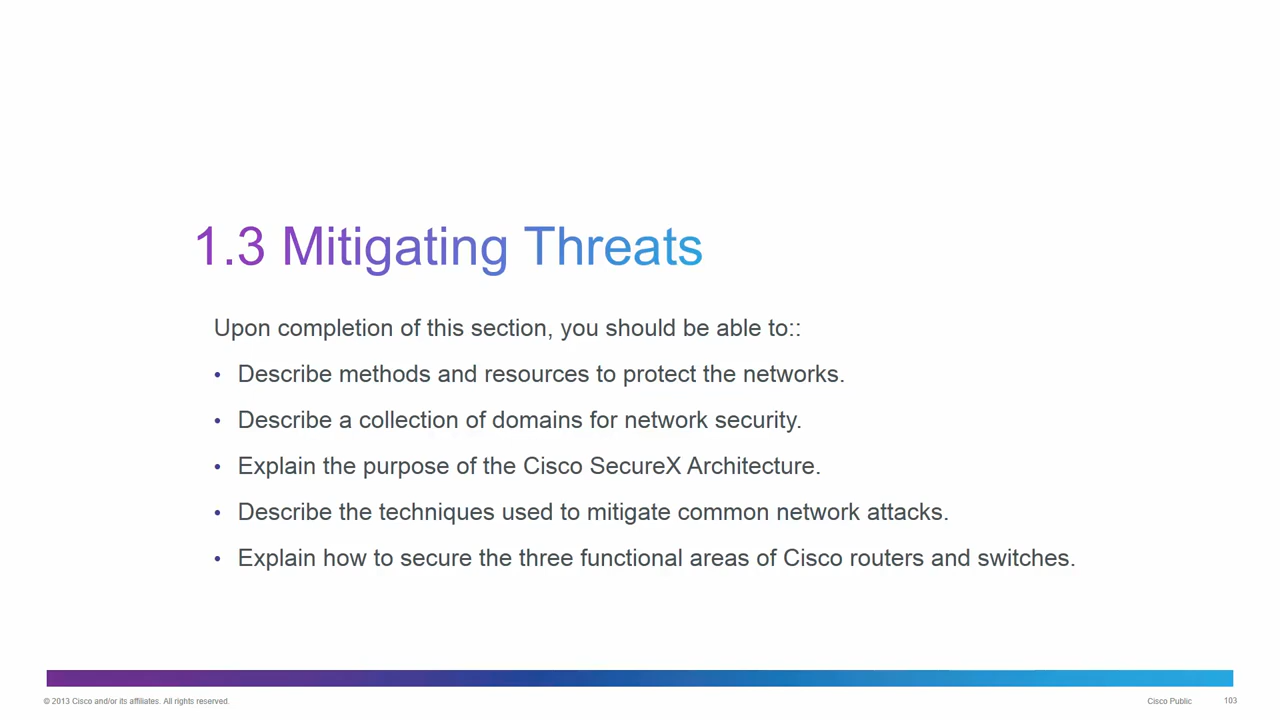 1.3 Mitigating Threats
Upon completion of this section, you should be able to::
• Describe methods and resources to protect the networks.
• Describe a collection of domains for network security.
• Explain the purpose of the Cisco SecureX Architecture.
• Describe the techniques used to mitigate common network attacks.
• Explain how to secure the three functional areas of Cisco routers and switches.
© 2013 Cisco and/or its affiliates. All rights reserved.
Cisco Public
103